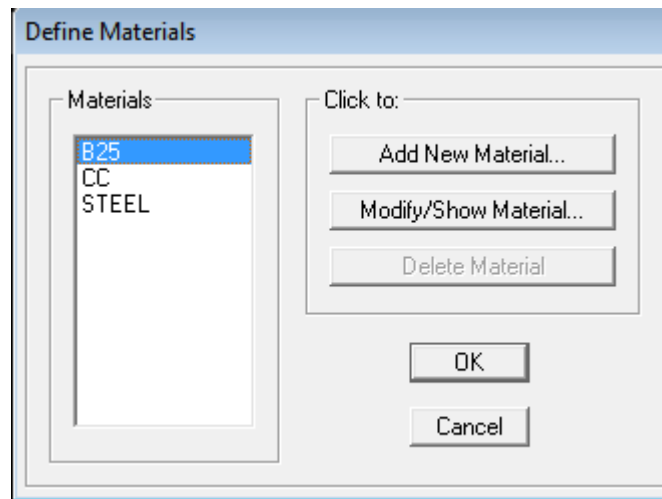 Define Materials
Materials
B25
CC
STEEL
Click to:
Add New Material...
Modify/Show Material...
Delete Material
OK
Cancel